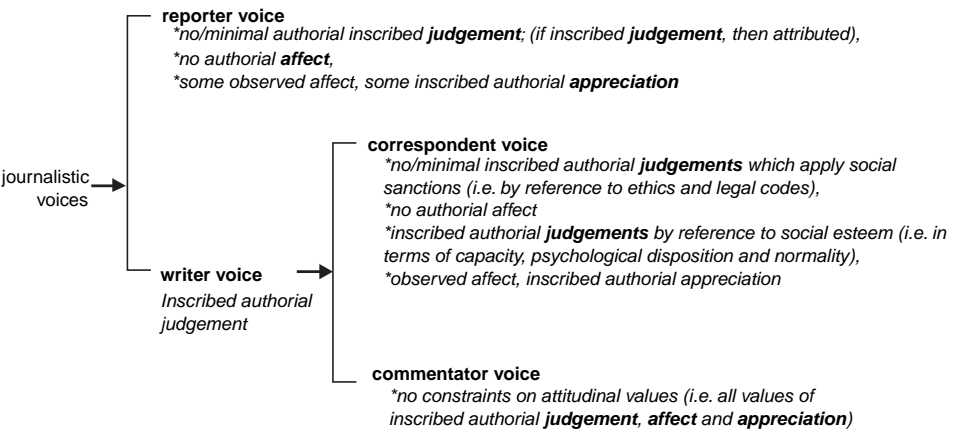 reporter voice
*no/minimal authorial inscribed judgement; (if inscribed judgement, then attributed),
*no authorial affect,
*some observed affect, some inscribed authorial appreciation
journalistic
voices
correspondent voice
*no/minimal inscribed authorial judgements which apply social
sanctions (i.e. by reference to ethics and legal codes),
*no authorial affect
*inscribed authorial judgements by reference to social esteem (i.e. in
terms of capacity, psychological disposition and normality),
*observed affect, inscribed authorial appreciation
writer voice
Inscribed authorial
judgement
commentator voice
*no constraints on attitudinal values (i.e. all values of
inscribed authorial judgement, affect and appreciation)